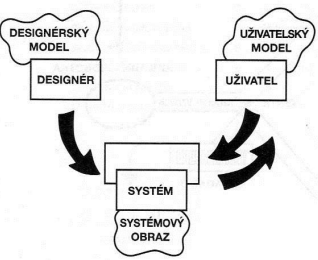 DESIGNÉRSKÝ
MODEL
DESIGNÉR
UŽIVATELSKÝ
MODEL
UŽIVATEL
SYSTÉM
SYSTÉMOVÝ
OBRAZ